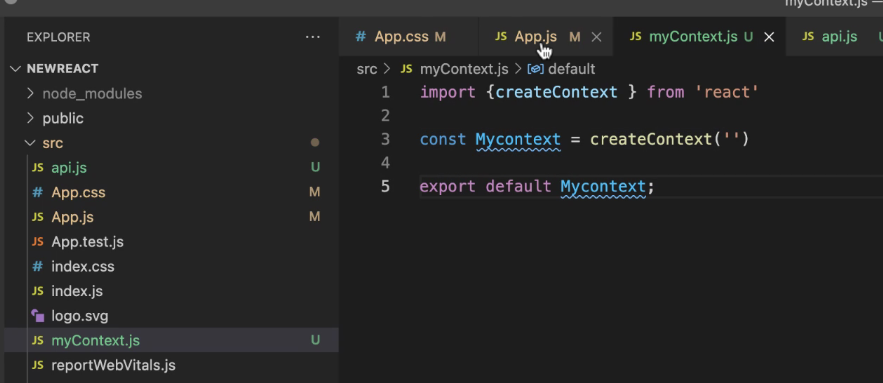 myContext.js —
EXPLORER ...
NEWREACT
node_modules
public
src
JS api.js U
# App.css M
JS App.js M
JS App.test.js
# index.css
JS index.js
logo.svg
JS myContext.js U
JS reportWebVitals.js
# App.css M JS App.js M JS myContext.js U JS api.js U
src > JS myContext.js > default
1 import {createContext } from 'react'
2
3 const Mycontext = createContext('')
4
5 export default Mycontext;